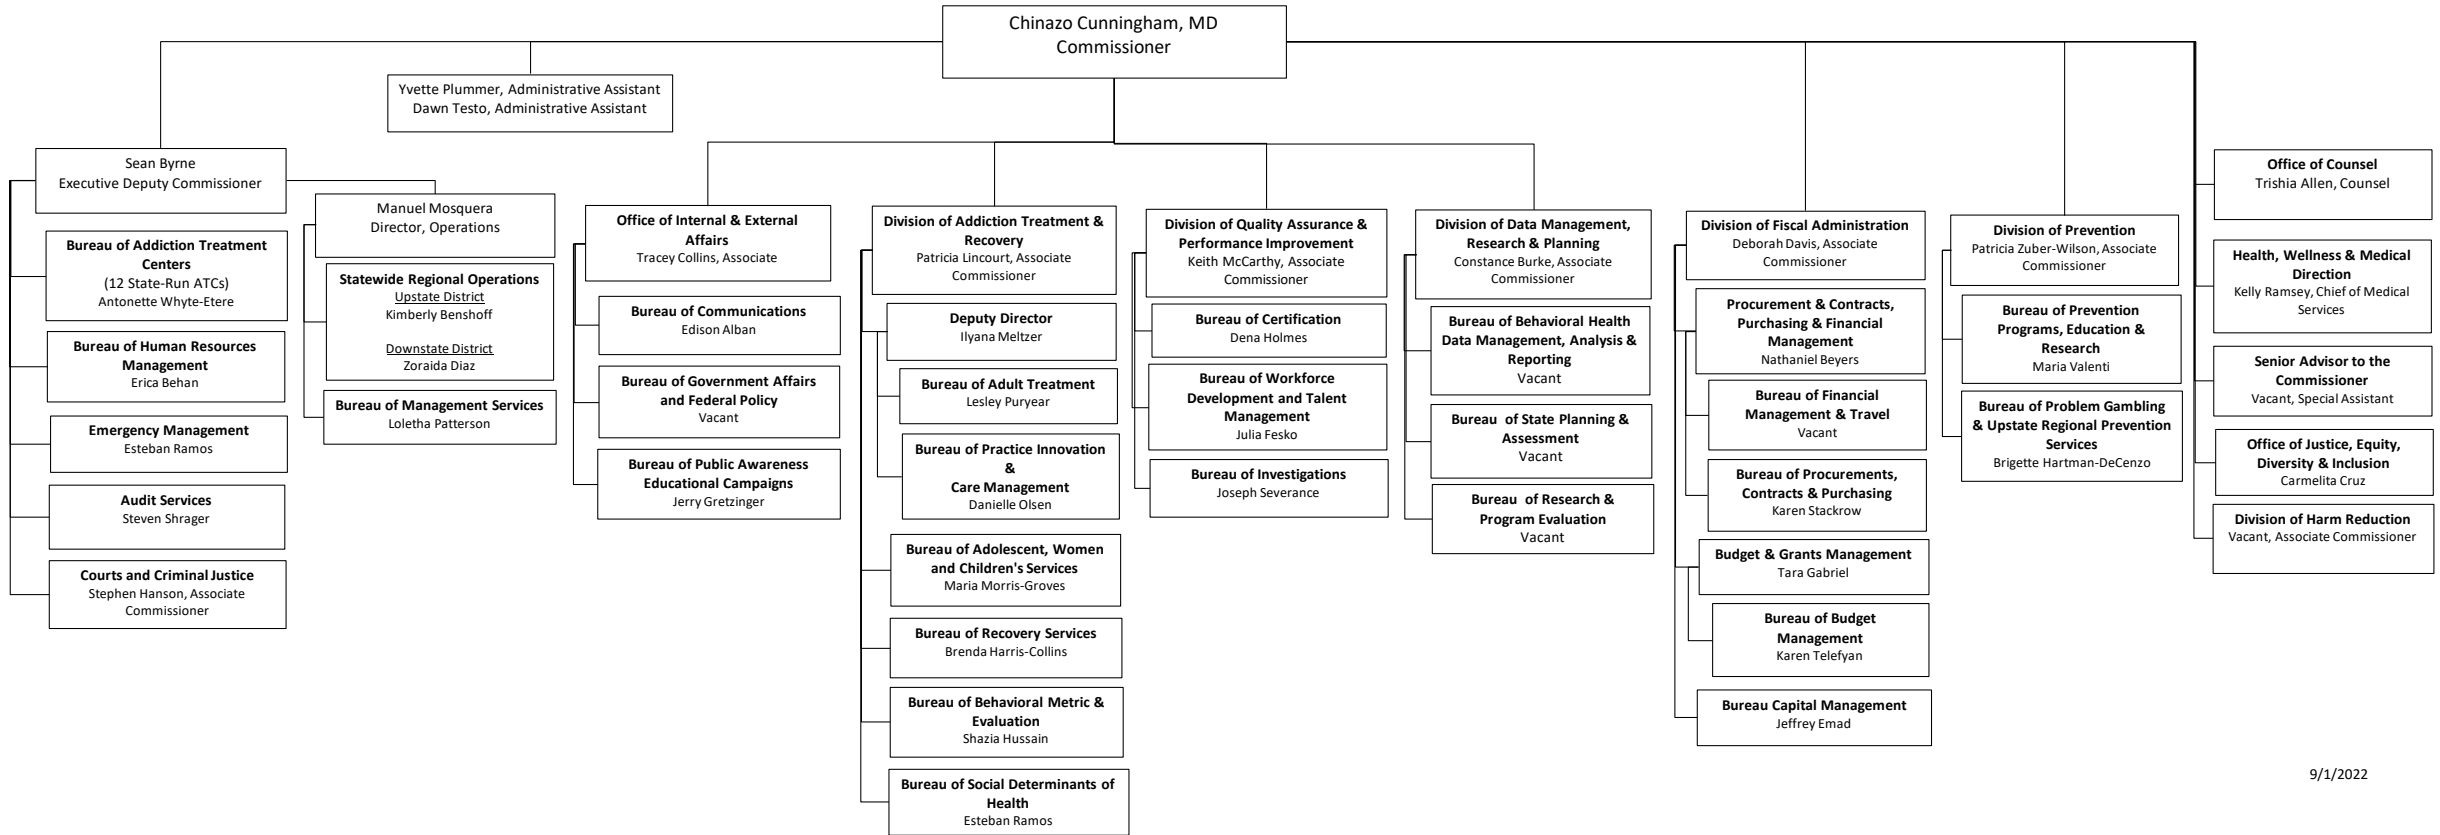 Chinazo Cunningham, MD
Commissioner
Yvette Plummer, Administrative Assistant
Dawn Testo, Administrative Assistant
Sean Byrne
Executive Deputy Commissioner
Bureau of Addiction Treatment
Centers
(12 State-Run ATCs)
Antonette Whyte-Etere
Bureau of Human Resources
Management
Erica Behan
Emergency Management
Esteban Ramos
Audit Services
Steven Shrager
Courts and Criminal Justice
Stephen Hanson, Associate
Commissioner
Manuel Mosquera
Director, Operations
Statewide Regional Operations
Upstate District
Kimberly Benshoff
Downstate District
Zoraida Diaz
Bureau of Management Services
Loletha Patterson
Office of Internal & External
Affairs
Tracey Collins, Associate
Bureau of Communications
Edison Alban
Bureau of Government Affairs
and Federal Policy
Vacant
Bureau of Public Awareness
Educational Campaigns
Jerry Gretzinger
Division of Addiction Treatment &
Recovery
Patricia Lincourt, Associate
Commissioner
Deputy Director
Ilyana Meltzer
Bureau of Adult Treatment
Lesley Puryear
Bureau of Practice Innovation
&
Care Management
Danielle Olsen
Bureau of Adolescent, Women
and Children's Services
Maria Morris-Groves
Bureau of Recovery Services
Brenda Harris-Collins
Bureau of Behavioral Metric &
Evaluation
Shazia Hussain
Bureau of Social Determinants of
Health
Esteban Ramos
Division of Quality Assurance &
Performance Improvement
Keith McCarthy, Associate
Commissioner
Bureau of Certification
Dena Holmes
Bureau of Workforce
Development and Talent
Management
Julia Fesko
Bureau of Investigations
Joseph Severance
Division of Data Management,
Research & Planning
Constance Burke, Associate
Commissioner
Bureau of Behavioral Health
Data Management, Analysis &
Reporting
Vacant
Bureau of State Planning &
Assessment
Vacant
Bureau of Research &
Program Evaluation
Vacant
Division of Fiscal Administration
Deborah Davis, Associate
Commissioner
Procurement & Contracts,
Purchasing & Financial
Management
Nathaniel Beyers
Bureau of Financial
Management & Travel
Vacant
Bureau of Procurements,
Contracts & Purchasing
Karen Stackrow
Budget & Grants Management
Tara Gabriel
Bureau of Budget
Management
Karen Telefyan
Bureau Capital Management
Jeffrey Emad
Division of Prevention
Patricia Zuber-Wilson, Associate
Commissioner
Bureau of Prevention
Programs, Education &
Research
Maria Valenti
Bureau of Problem Gambling
& Upstate Regional Prevention
Services
Brigette Hartman-DeCenzo
Office of Counsel
Trishia Allen, Counsel
Health, Wellness & Medical
Direction
Kelly Ramsey, Chief of Medical
Services
Senior Advisor to the
Commissioner
Vacant, Special Assistant
Office of Justice, Equity,
Diversity & Inclusion
Carmelita Cruz
Division of Harm Reduction
Vacant, Associate Commissioner
9/1/2022